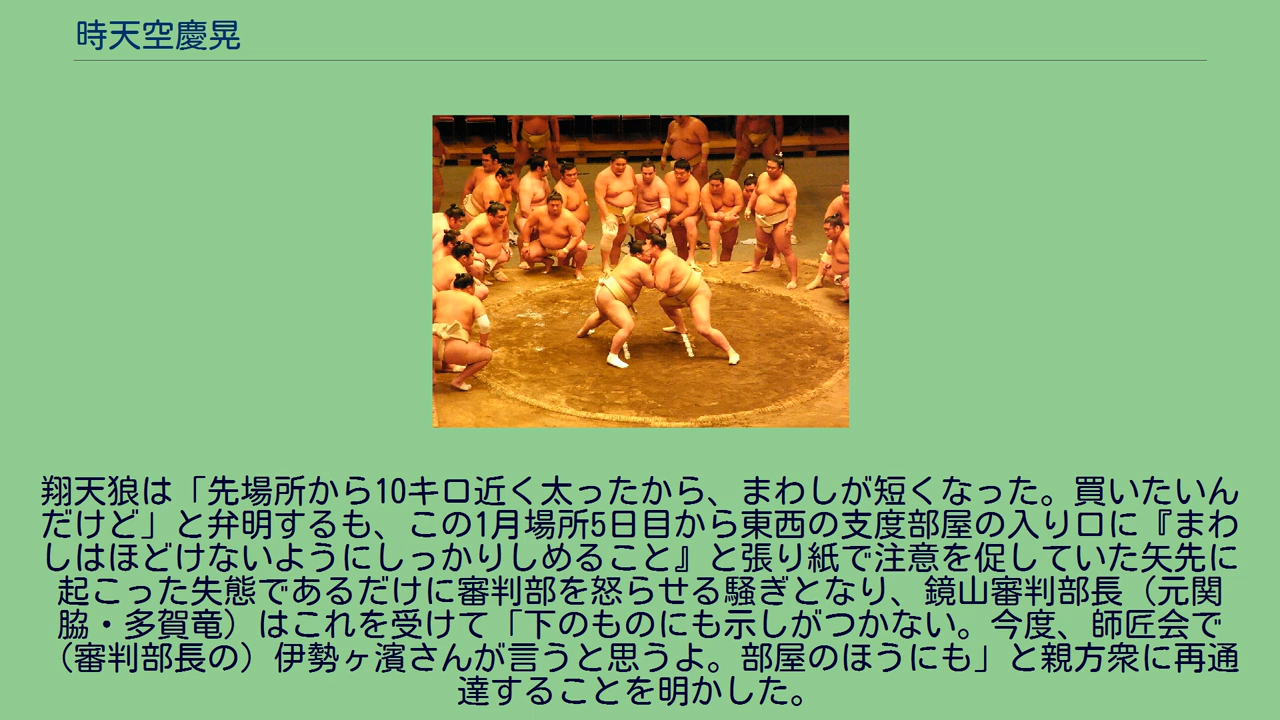 時天空慶晃
翔天狼は「先場所から10キロ近く太ったから、まわしが短くなった。買いたいん
だけど」と弁明するも、この1月場所5日目から東西の支度部屋の入り口に『まわ
しはほどけないようにしっかりしめること』と張り紙で注意を促していた矢先に
起こった失態であるだけに審判部を怒らせる騒ぎとなり、鏡山審判部長（元関
脇・多賀竜）はこれを受けて「下のものにも示しがつかない。今度、師匠会で
（審判部長の）伊勢ヶ濱さんが言うと思うよ。部屋のほうにも」と親方衆に再通
達することを明かした。